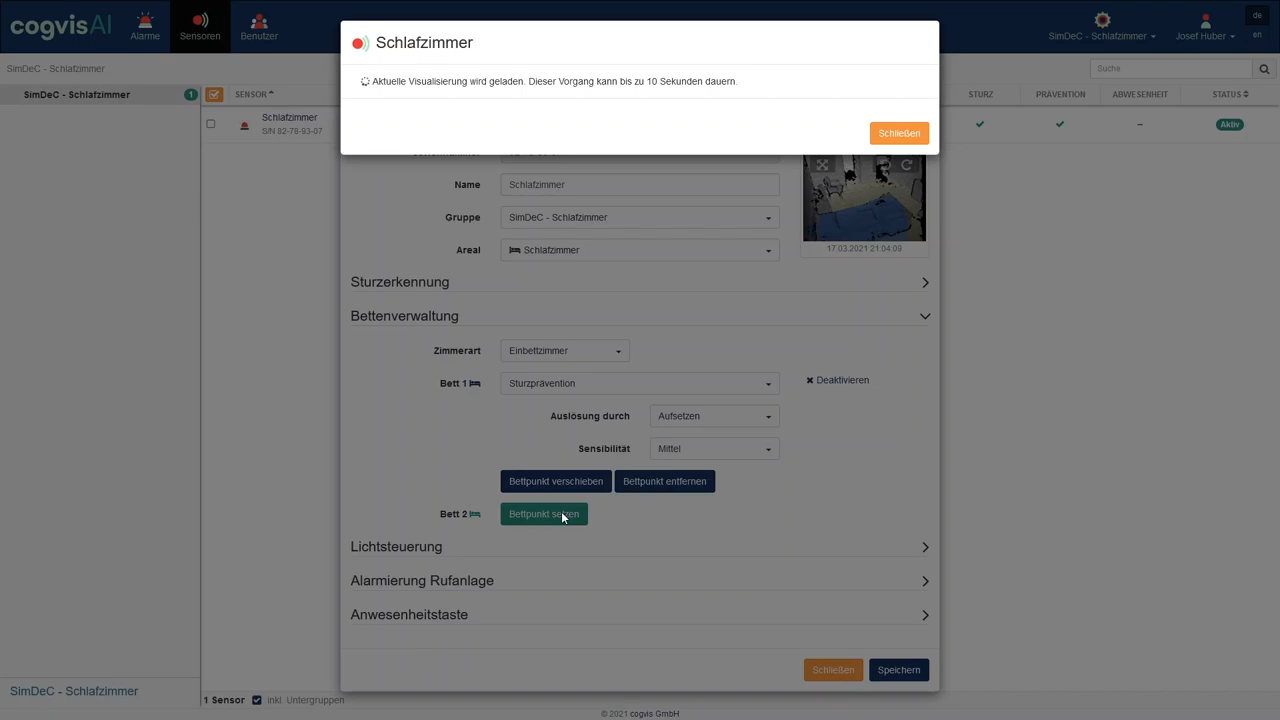 cogvisAI
Alarme
Sensoren
Benutzer
SimDeC - Schlafzimmer
Josef Huber
de
en
SimDeC - Schlafzimmer
Suche
SimDeC - Schlafzimmer
1
SENSOR
STURZ
PRÄVENTION
ABWESENHEIT
STATUS
Schlafzimmer
S/N 82-78-93-07
Aktiv
Schlafzimmer
Aktuelle Visualisierung wird geladen. Dieser Vorgang kann bis zu 10 Sekunden dauern.
Schließen
Name
Schlafzimmer
Gruppe
SimDeC - Schlafzimmer
Areal
Schlafzimmer
17.03.2021 21:04:09
Sturzerkennung
Bettenverwaltung
Zimmerart
Einbettzimmer
Bett 1
Sturzprävention
Deaktivieren
Auslösung durch
Aufsetzen
Sensibilität
Mittel
Bettpunkt verschieben
Bettpunkt entfernen
Bett 2
Bettpunkt setzen
Lichtsteuerung
Alarmierung Rufanlage
Anwesenheitstaste
Schließen
Speichern
SimDeC - Schlafzimmer
1 Sensor
inkl. Untergruppen
© 2021 cogvis GmbH